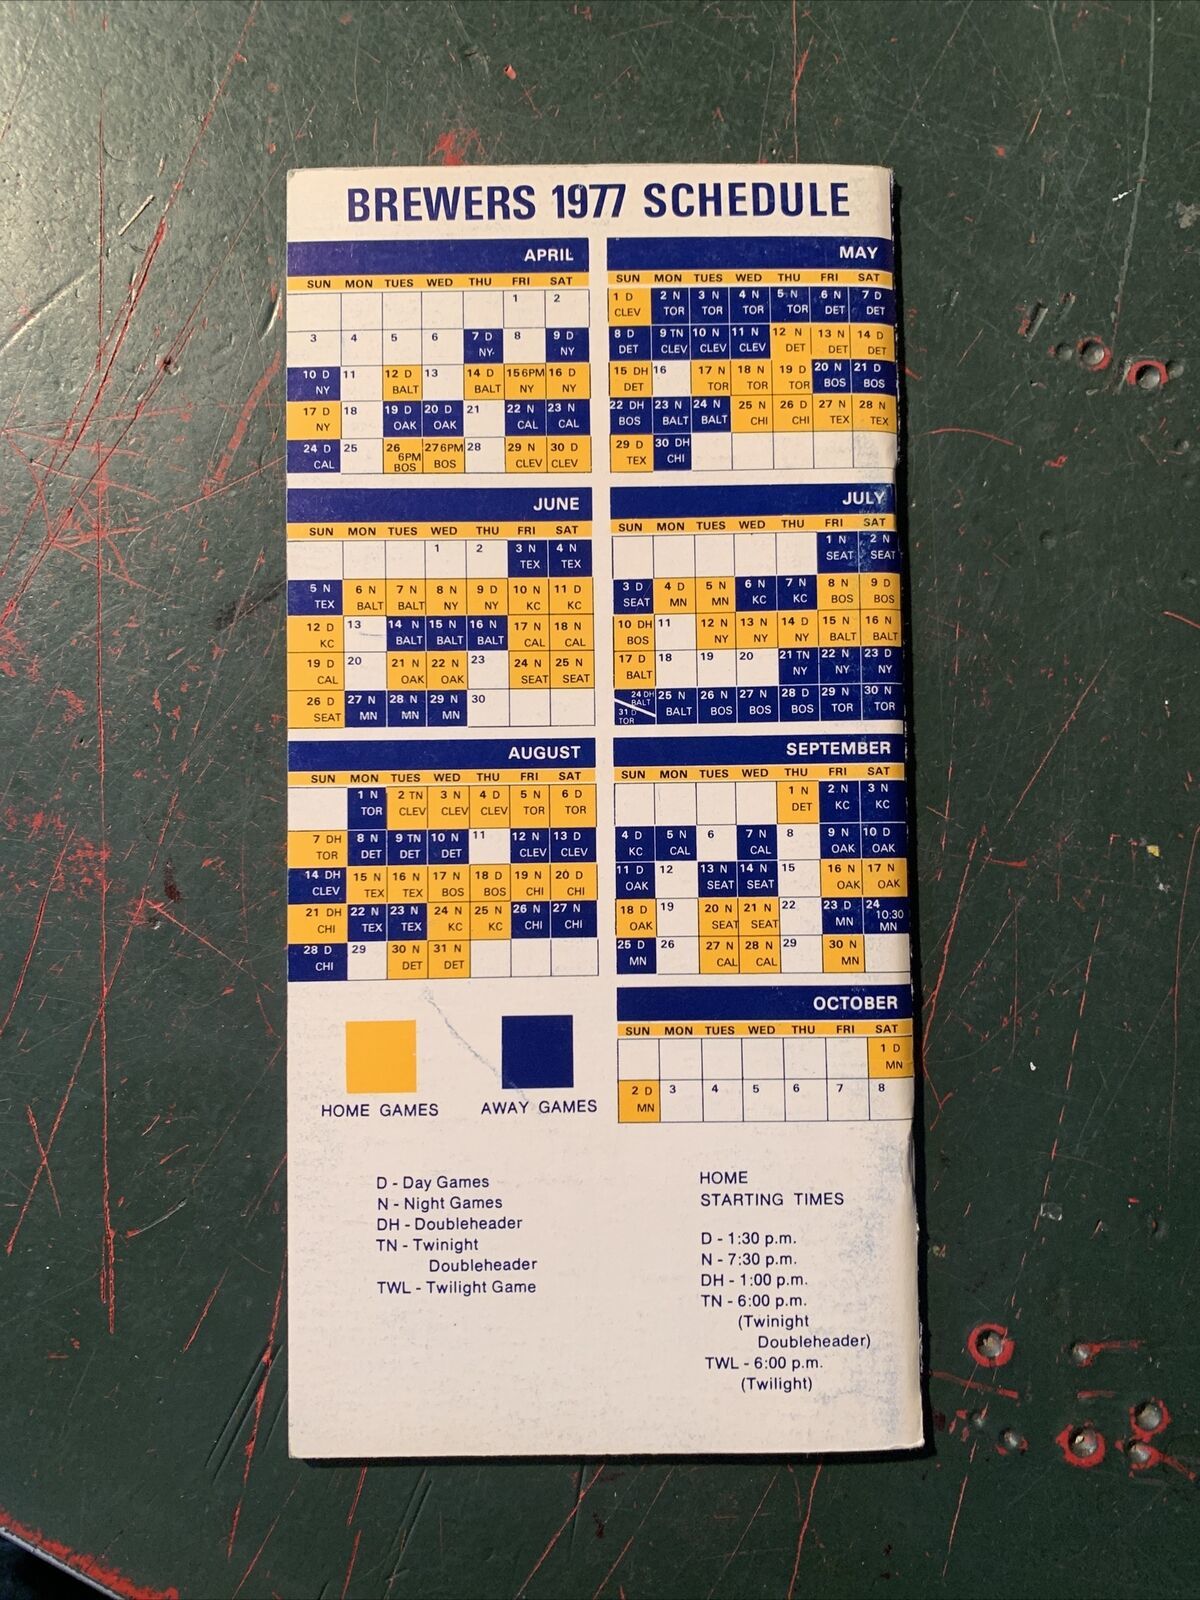 BREWERS 1977 SCHEDULE
APRIL
SUN MON TUES WED THU FRI SAT
1 2
3 4 5 6 7 D 8 9 D
NY NY
10 D 11 12 D 13 14 D 15 6PM 16 D
NY BALT BALT NY NY
17 D 18 19 D 20 D 21 22 N 23 N
NY OAK OAK CAL CAL
24 D 25 26 27 6PM 28 29 N 30 D
6PM
CAL BOS BOS CLEV CLEV
MAY
SUN MON TUES WED THU FRI SAT
1 D 2 N 3 N 4 N 5 N 6 N 7 D
CLEV TOR TOR TOR TOR DET DET
8 D 9 TN 10 N 11 N 12 N 13 N 14 D
DET CLEV CLEV CLEV DET DET DET
15 DH 16 17 N 18 N 19 D 20 N 21 D
DET TOR TOR TOR BOS BOS
22 DH 23 N 24 N 25 N 26 D 27 N 28 N
BOS BALT BALT CHI CHI TEX TEX
29 D 30 DH
TEX CHI
JUNE
SUN MON TUES WED THU FRI SAT
1 2 3 N 4 N
TEX TEX
5 N 6 N 7 N 8 N 9 D 10 N 11 D
TEX BALT BALT NY NY KC KC
12 D 13 14 N 15 N 16 N 17 N 18 N
KC BALT BALT BALT CAL CAL
19 D 20 21 N 22 N 23 24 N 25 N
CAL OAK OAK SEAT SEAT
26 D 27 N 28 N 29 N 30
SEAT MN MN MN
JULY
SUN MON TUES WED THU FRI SAT
1 N 2 N
SEAT SEAT
3 D 4 D 5 N 6 N 7 N 8 N 9 D
SEAT MN MN KC KC BOS BOS
10 DH 11 12 N 13 N 14 D 15 N 16 N
BOS NY NY NY BALT BALT
17 D 18 19 20 21 TN 22 N 23 D
BALT NY NY NY
24 DH 25 N 26 N 27 N 28 D 29 N 30 N
BALT BALT BOS BOS BOS TOR TOR
31 D
TOR
AUGUST
SUN MON TUES WED THU FRI SAT
1 N 2 TN 3 N 4 D 5 N 6 D
TOR CLEV CLEV CLEV TOR TOR
7 DH 8 N 9 TN 10 N 11 12 N 13 D
TOR DET DET DET CLEV CLEV
14 DH 15 N 16 N 17 N 18 D 19 N 20 D
CLEV TEX TEX BOS BOS CHI CHI
21 DH 22 N 23 N 24 N 25 N 26 N 27 N
CHI TEX TEX KC KC CHI CHI
28 D 29 30 N 31 N
CHI DET DET
SEPTEMBER
SUN MON TUES WED THU FRI SAT
1 N 2 N 3 N
DET KC KC
4 D 5 N 6 7 N 8 9 N 10 D
KC CAL CAL OAK OAK
11 D 12 13 N 14 N 15 16 N 17 N
OAK SEAT SEAT OAK OAK
18 D 19 20 N 21 N 22 23 D 24
10:30
OAK SEAT SEAT MN MN
25 D 26 27 N 28 N 29 30 N
MN CAL CAL MN
OCTOBER
SUN MON TUES WED THU FRI SAT
1 D
MN
2 D 3 4 5 6 7 8
MN
HOME GAMES AWAY GAMES
D - Day Games
N - Night Games
DH - Doubleheader
TN - Twinight
Doubleheader
TWL - Twilight Game
HOME
STARTING TIMES
D - 1:30 p.m.
N - 7:30 p.m.
DH - 1:00 p.m.
TN - 6:00 p.m.
(Twinight
Doubleheader)
TWL - 6:00 p.m.
(Twilight)